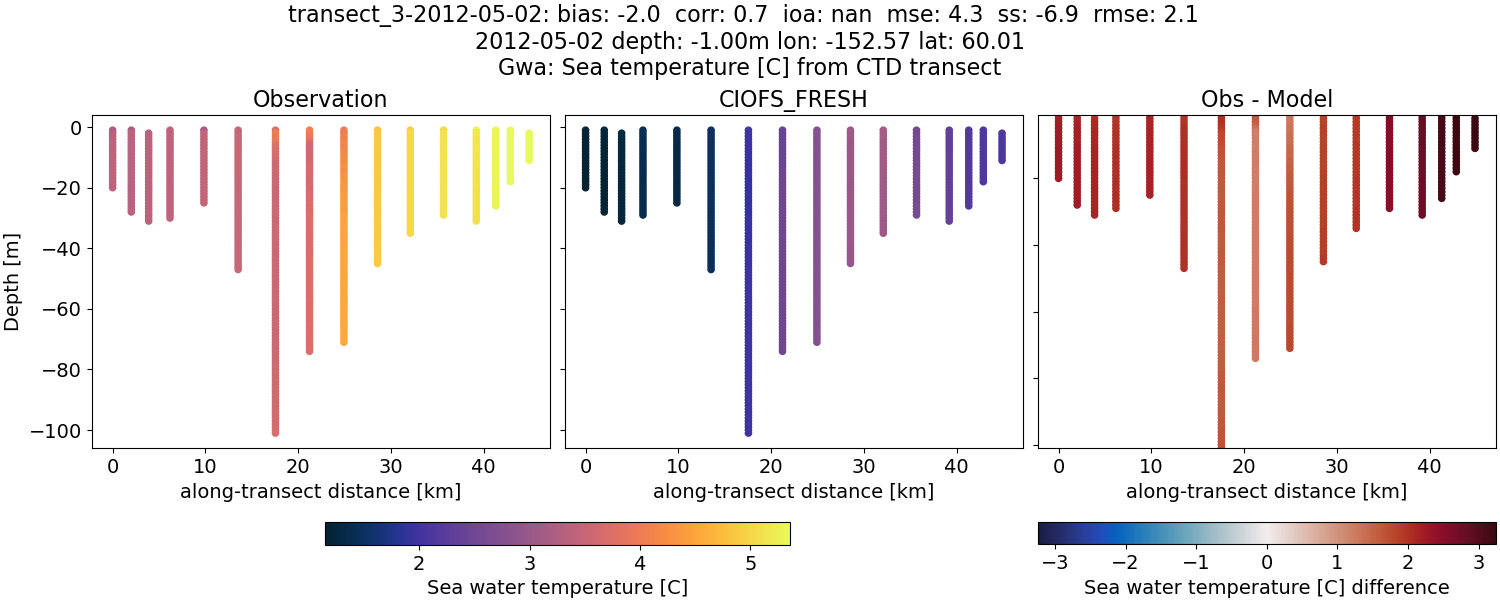 transect_3-2012-05-02: bias: -2.0  corr: 0.7  ioa: nan  mse: 4.3  ss: -6.9  rmse: 2.1
2012-05-02 depth: -1.00m lon: -152.57 lat: 60.01
Gwa: Sea temperature [C] from CTD transect
Observation
CIOFS_FRESH
Obs - Model
Depth [m]
0
−20
−40
−60
−80
−100
0 10 20 30 40
0 10 20 30 40
0 10 20 30 40
along-transect distance [km]
along-transect distance [km]
along-transect distance [km]
2 3 4 5
Sea water temperature [C]
−3 −2 −1 0 1 2 3
Sea water temperature [C] difference